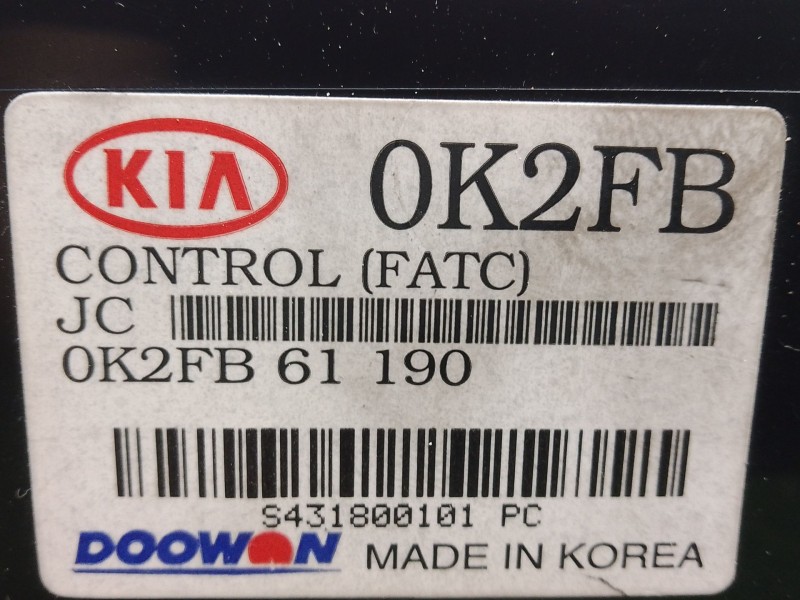 KIA 0K2FB
CONTROL (FATC)
JC
0K2FB 61 190
S431800101 PC
DOOWON MADE IN KOREA